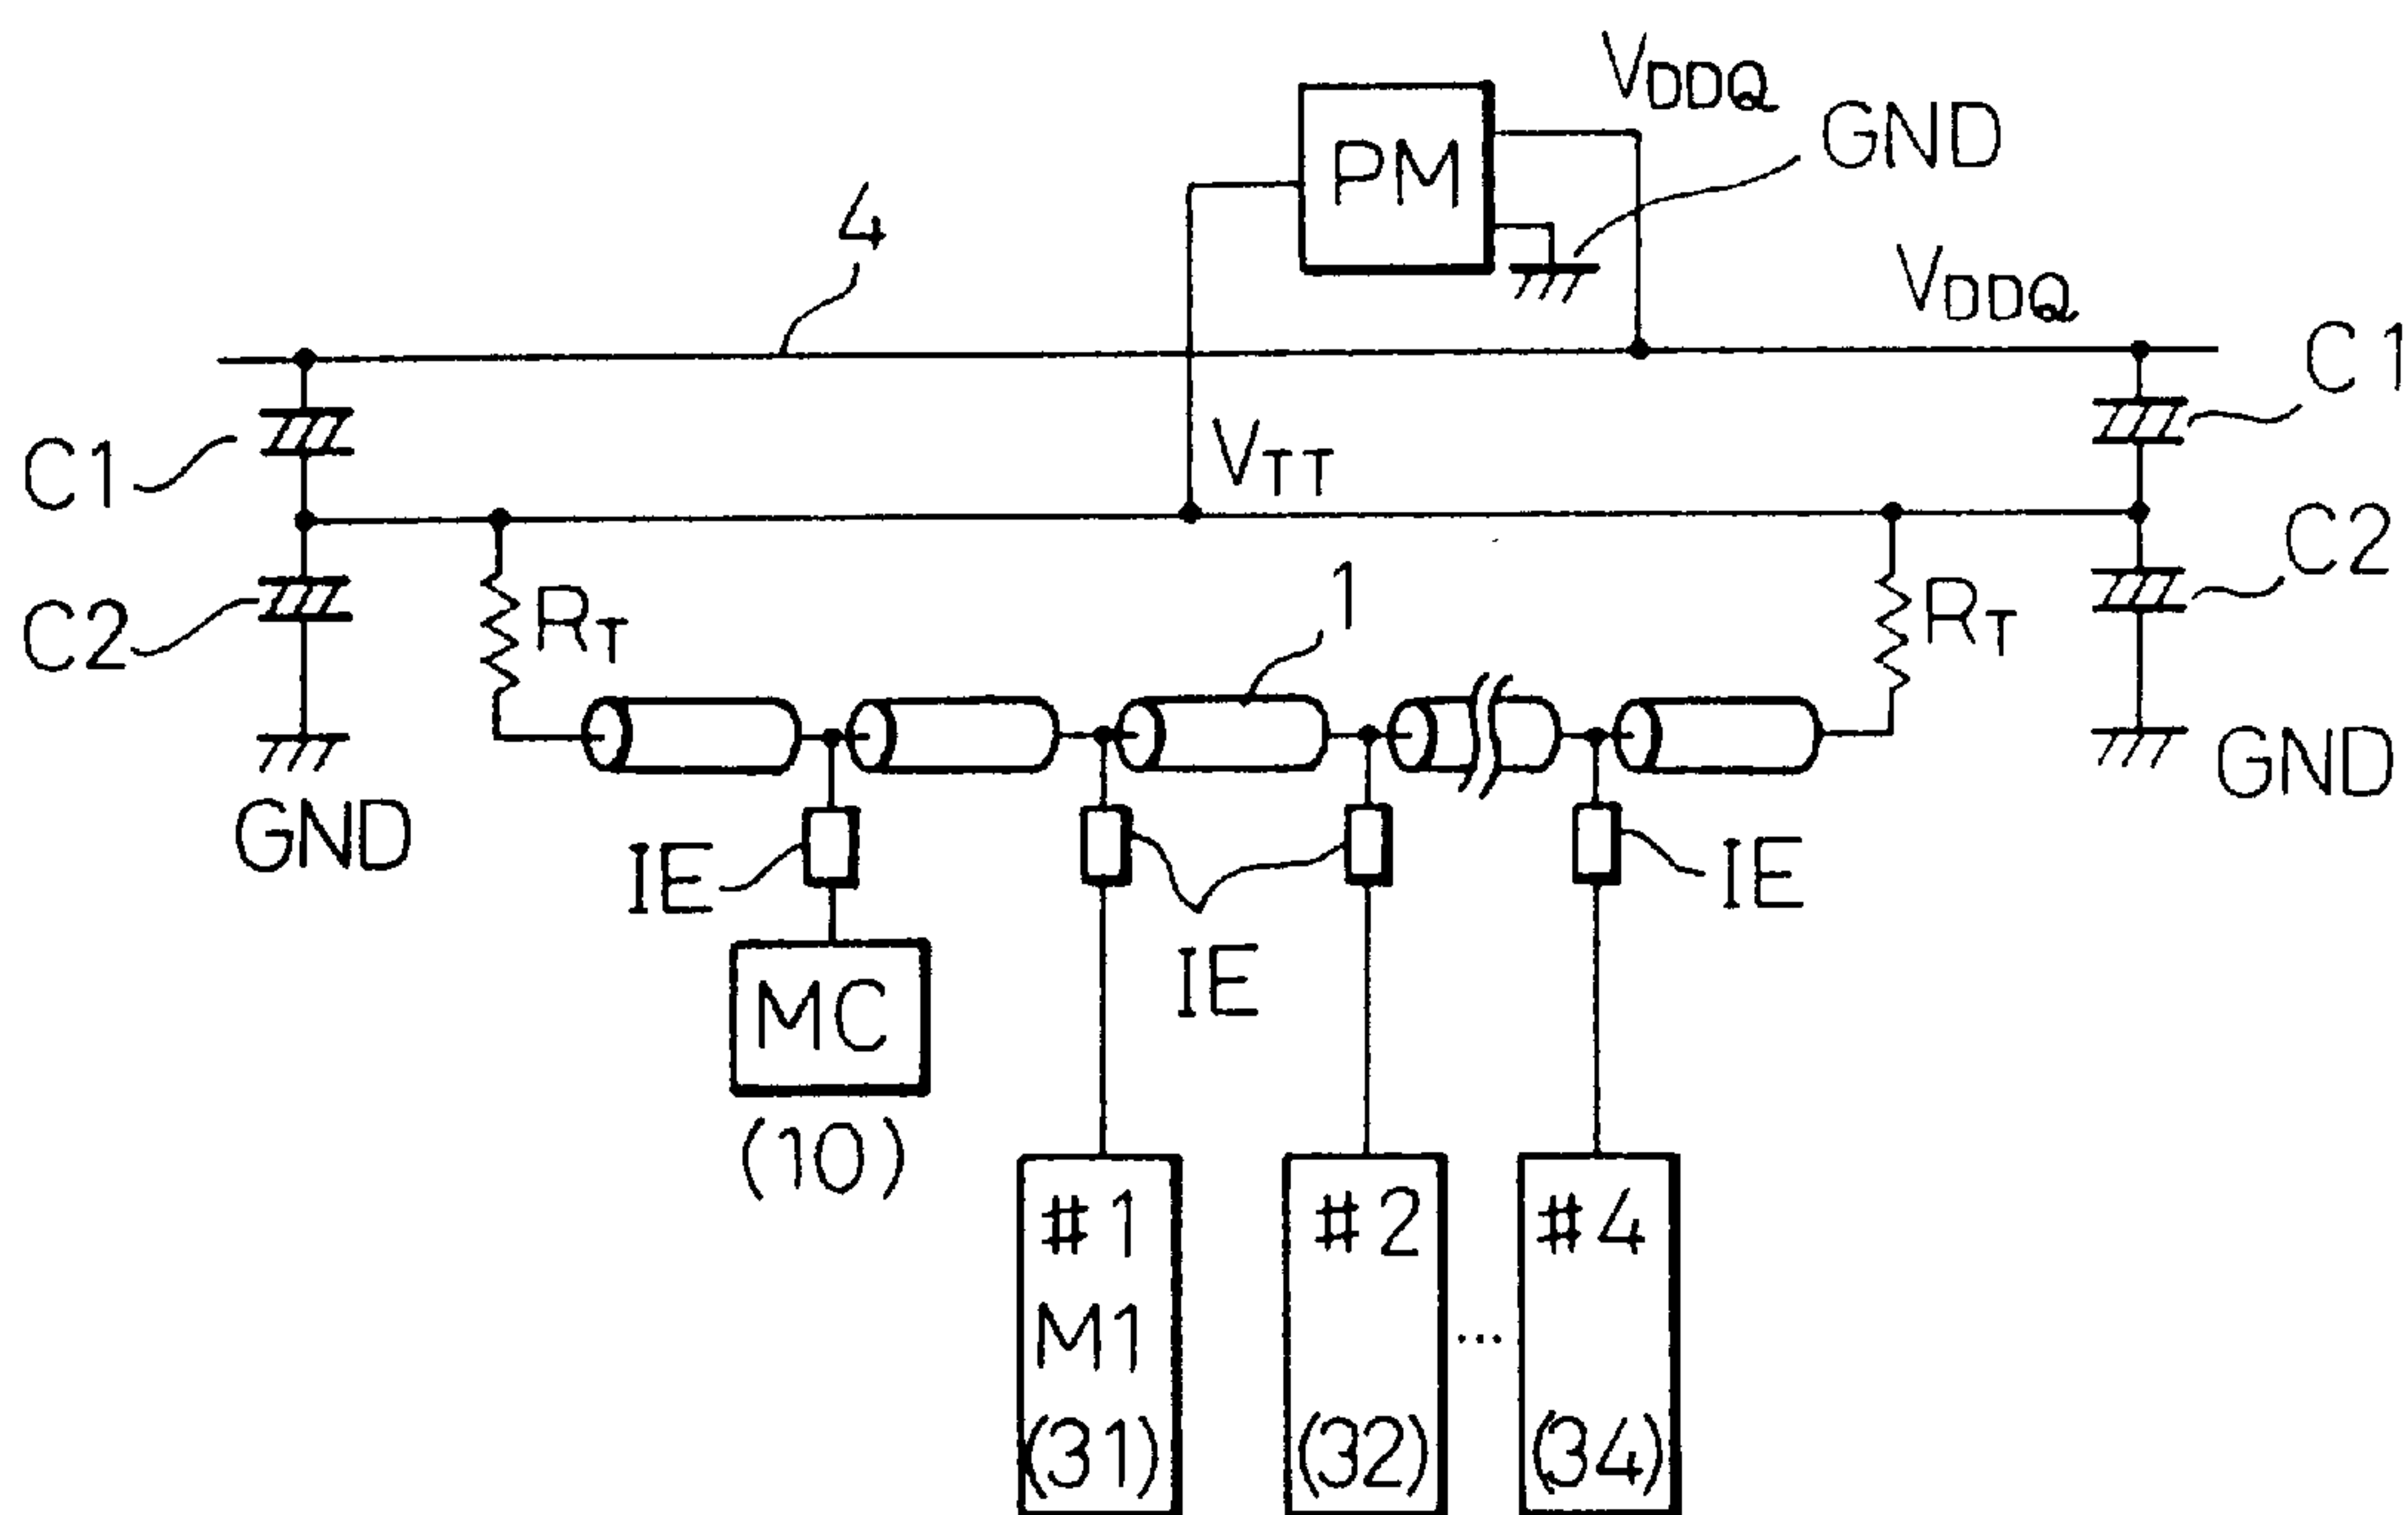 VDDQ
PM
GND
4
VDDQ
C1
C1
VTT
C2
1
C2
RT
RT
GND
GND
IE
IE
IE
MC
(10)
#1
#2
#4
M1
...
(31)
(32)
(34)